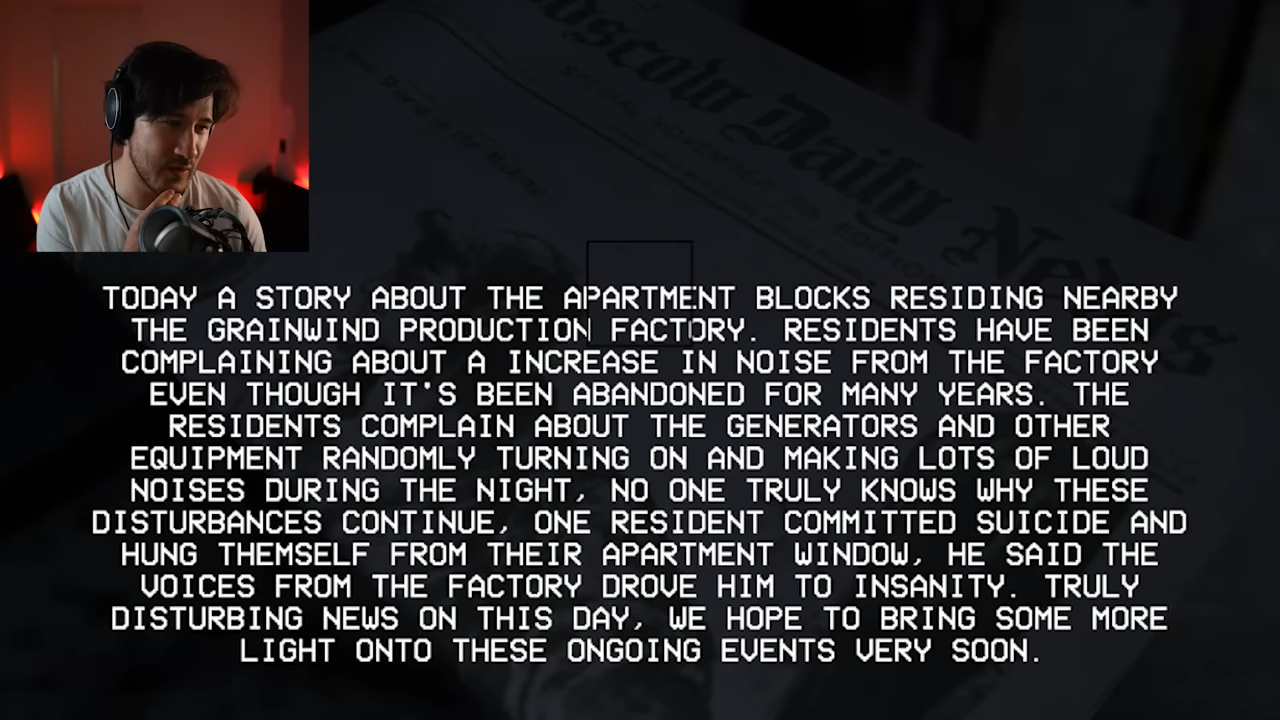 Moscow Daily News
TODAY A STORY ABOUT THE APARTMENT BLOCKS RESIDING NEARBY
THE GRAINWIND PRODUCTION FACTORY. RESIDENTS HAVE BEEN
COMPLAINING ABOUT A INCREASE IN NOISE FROM THE FACTORY
EVEN THOUGH IT'S BEEN ABANDONED FOR MANY YEARS. THE
RESIDENTS COMPLAIN ABOUT THE GENERATORS AND OTHER
EQUIPMENT RANDOMLY TURNING ON AND MAKING LOTS OF LOUD
NOISES DURING THE NIGHT, NO ONE TRULY KNOWS WHY THESE
DISTURBANCES CONTINUE, ONE RESIDENT COMMITTED SUICIDE AND
HUNG THEMSELF FROM THEIR APARTMENT WINDOW, HE SAID THE
VOICES FROM THE FACTORY DROVE HIM TO INSANITY. TRULY
DISTURBING NEWS ON THIS DAY, WE HOPE TO BRING SOME MORE
LIGHT ONTO THESE ONGOING EVENTS VERY SOON.